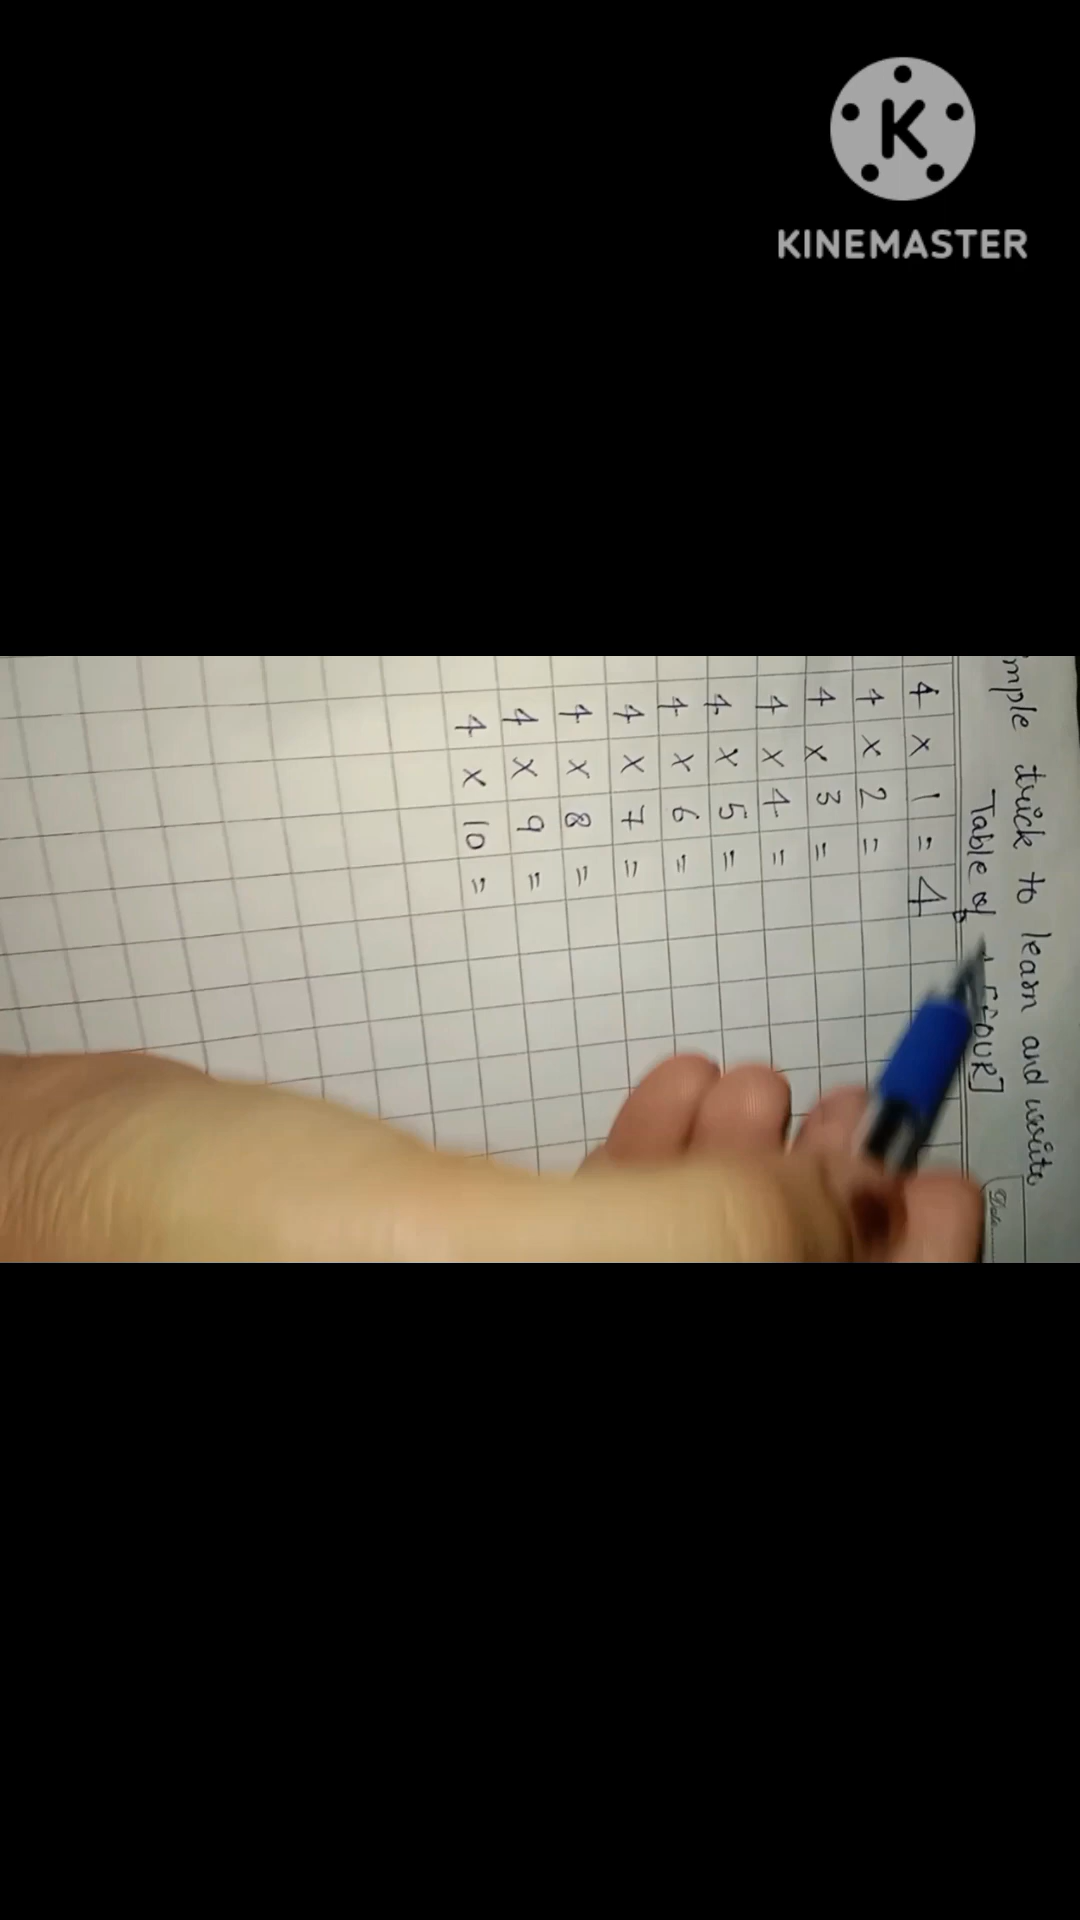 KINEMASTER
mple trick to learn and write
Table of [FOUR]
Date
4 x 1 = 4
4 x 2 =
4 x 3 =
4 x 4 =
4 x 5 =
4 x 6 =
4 x 7 =
4 x 8 =
4 x 9 =
4 x 10 =